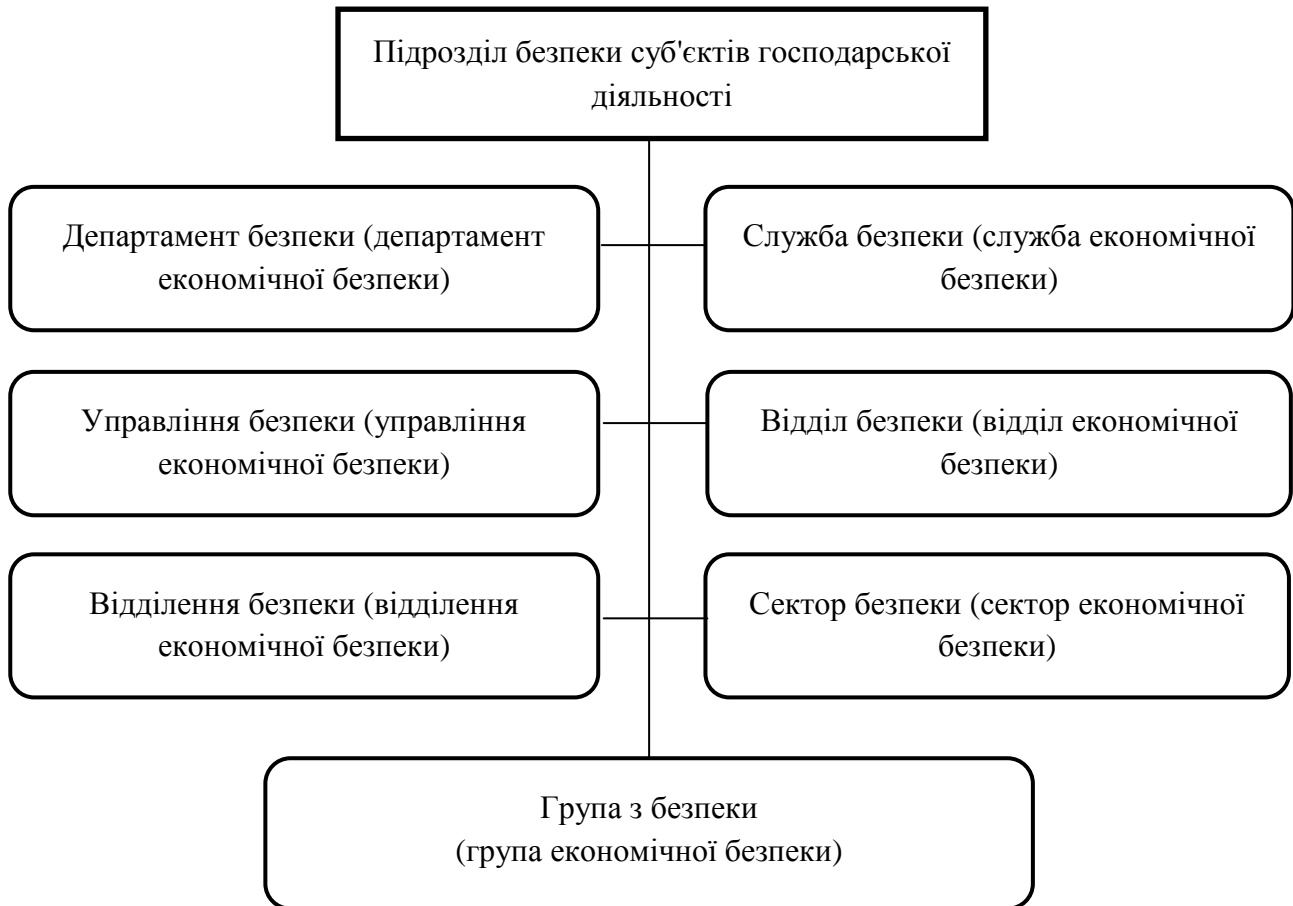 Підрозділ безпеки суб'єктів господарської
діяльності
Департамент безпеки (департамент
економічної безпеки)
Служба безпеки (служба економічної
безпеки)
Управління безпеки (управління
економічної безпеки)
Відділ безпеки (відділ економічної
безпеки)
Відділення безпеки (відділення
економічної безпеки)
Сектор безпеки (сектор економічної
безпеки)
Група з безпеки
(група економічної безпеки)